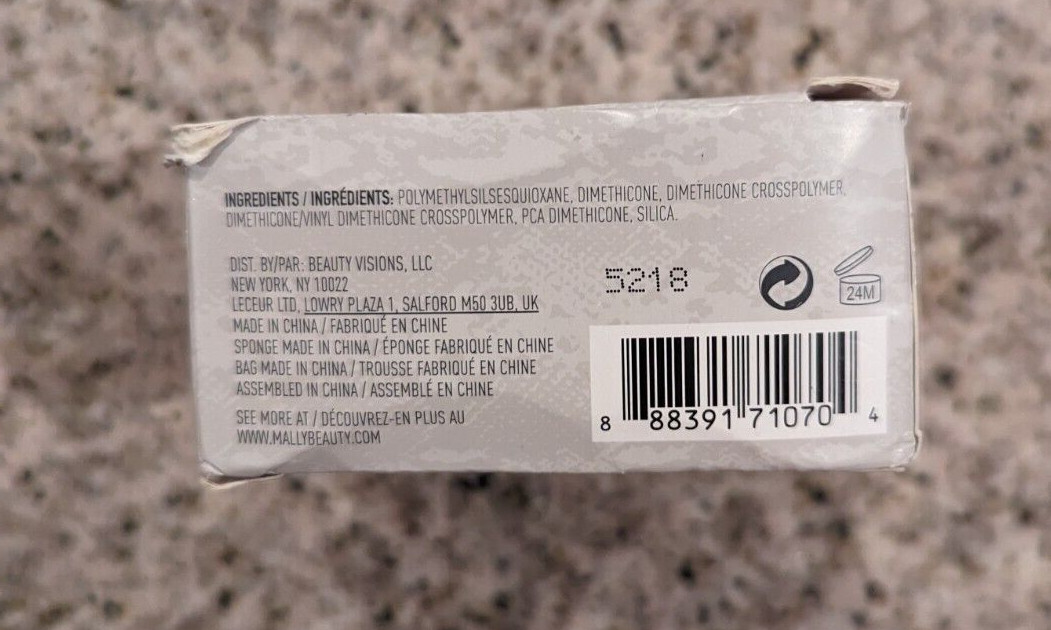 INGREDIENTS / INGRÉDIENTS: POLYMETHYLSILSESQUIOXANE, DIMETHICONE, DIMETHICONE CROSSPOLYMER,
DIMETHICONE/VINYL DIMETHICONE CROSSPOLYMER, PCA DIMETHICONE, SILICA.
DIST. BY/PAR: BEAUTY VISIONS, LLC
NEW YORK, NY 10022
LECEUR LTD, LOWRY PLAZA 1, SALFORD M50 3UB, UK
MADE IN CHINA / FABRIQUÉ EN CHINE
SPONGE MADE IN CHINA / ÉPONGE FABRIQUÉ EN CHINE
BAG MADE IN CHINA / TROUSSE FABRIQUÉ EN CHINE
ASSEMBLED IN CHINA / ASSEMBLÉ EN CHINE
SEE MORE AT / DÉCOUVREZ-EN PLUS AU
WWW.MALLYBEAUTY.COM
5218
24M
8 88391 71070 4